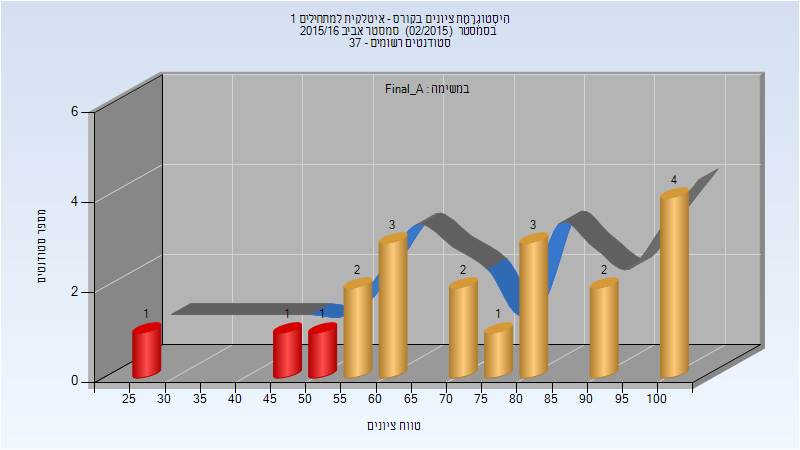 היסטוגרמת ציונים בקורס - איטלקית למתחילים 1
בסמסטר (02/2015) סמסטר אביב 2015/16
סטודנטים רשומים - 37
במשימה : Final_A
מספר סטודנטים
6
4
2
0
1 1 1 2 3 2 1 3 2 4
25 30 35 40 45 50 55 60 65 70 75 80 85 90 95 100
טווח ציונים